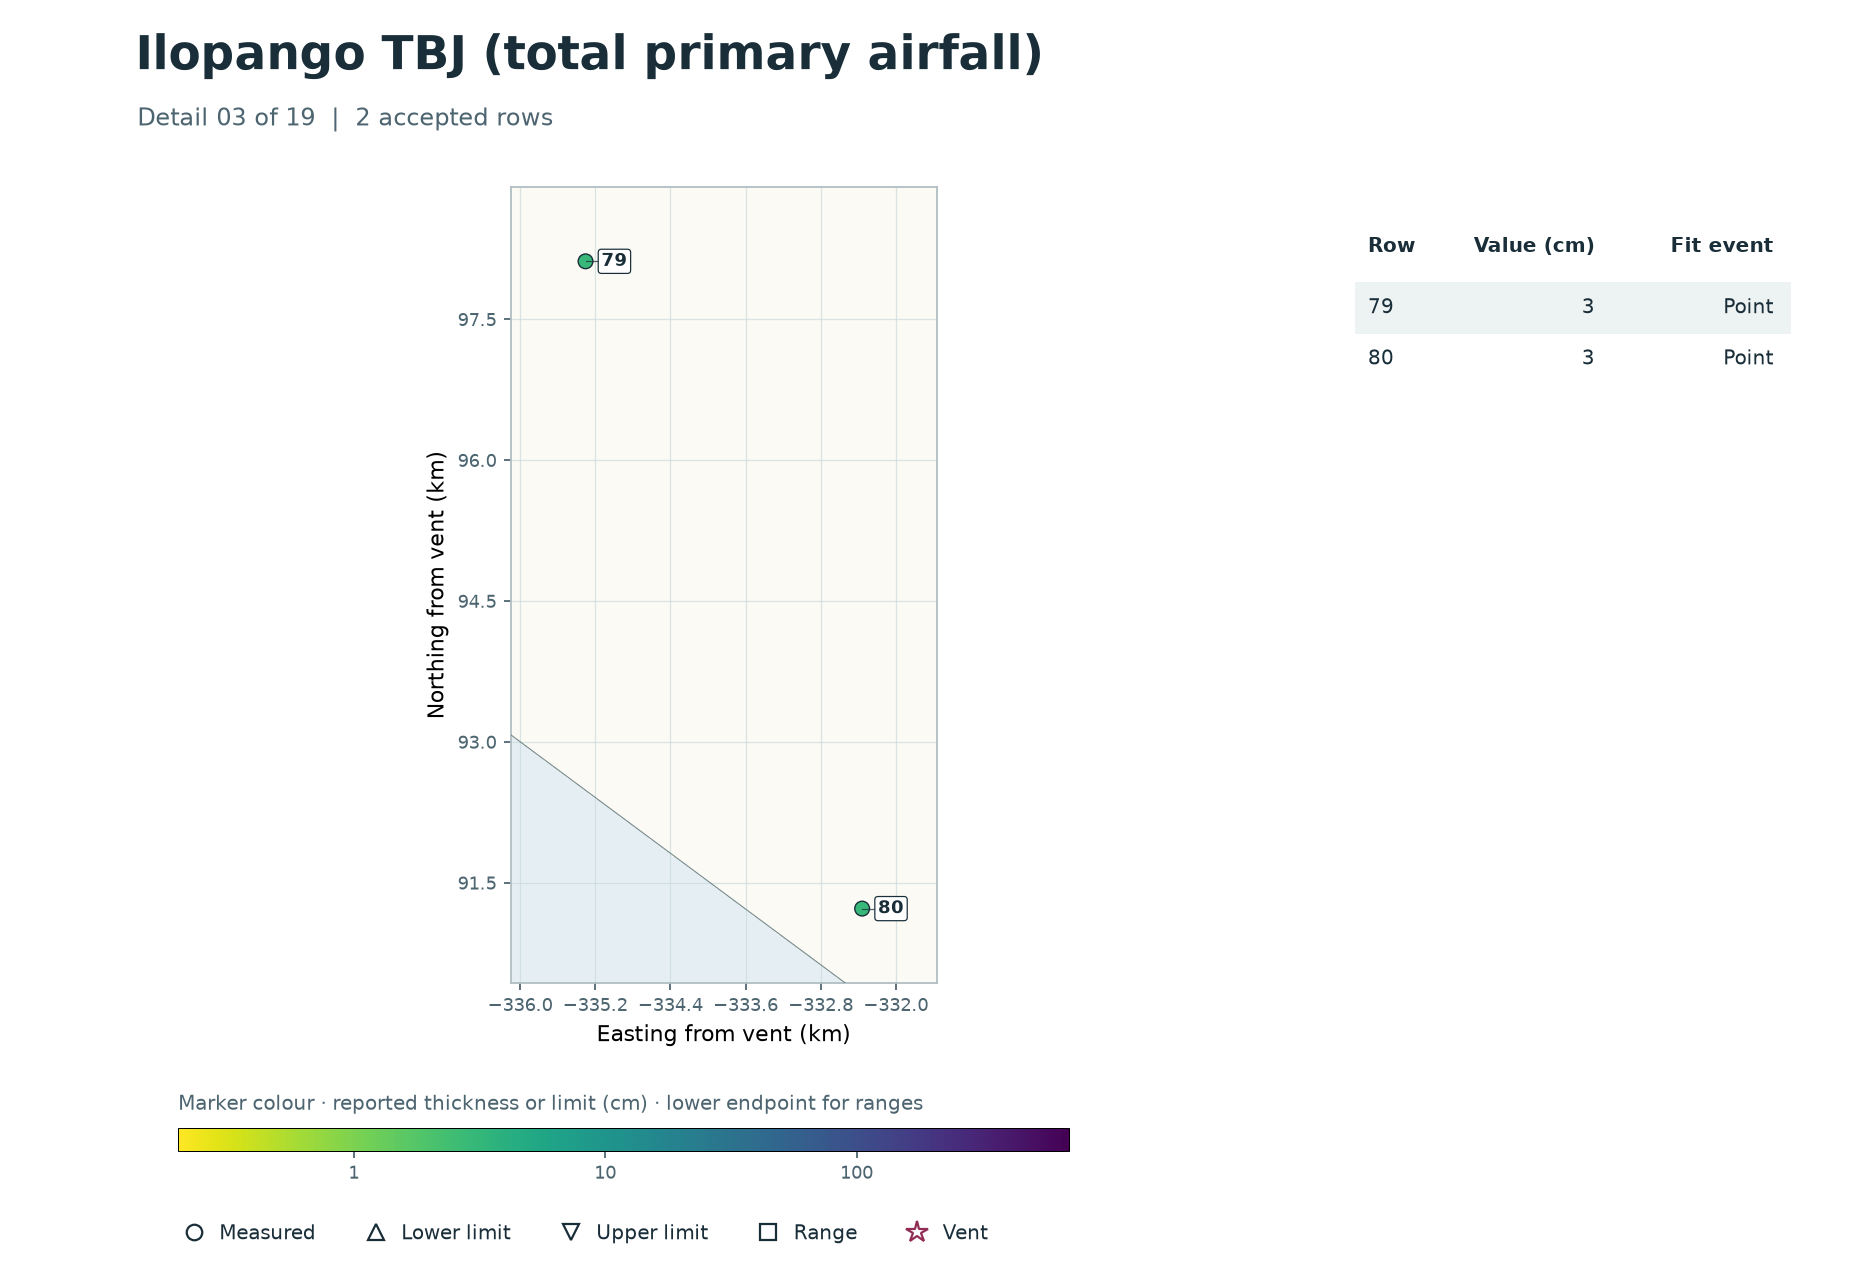 Ilopango TBJ (total primary airfall)
Detail 03 of 19 | 2 accepted rows
79
80
97.5
96.0
94.5
93.0
91.5
Northing from vent (km)
−336.0 −335.2 −334.4 −333.6 −332.8 −332.0
Easting from vent (km)
Row Value (cm) Fit event
79 3 Point
80 3 Point
Marker colour · reported thickness or limit (cm) · lower endpoint for ranges
1 10 100
Measured Lower limit Upper limit Range Vent